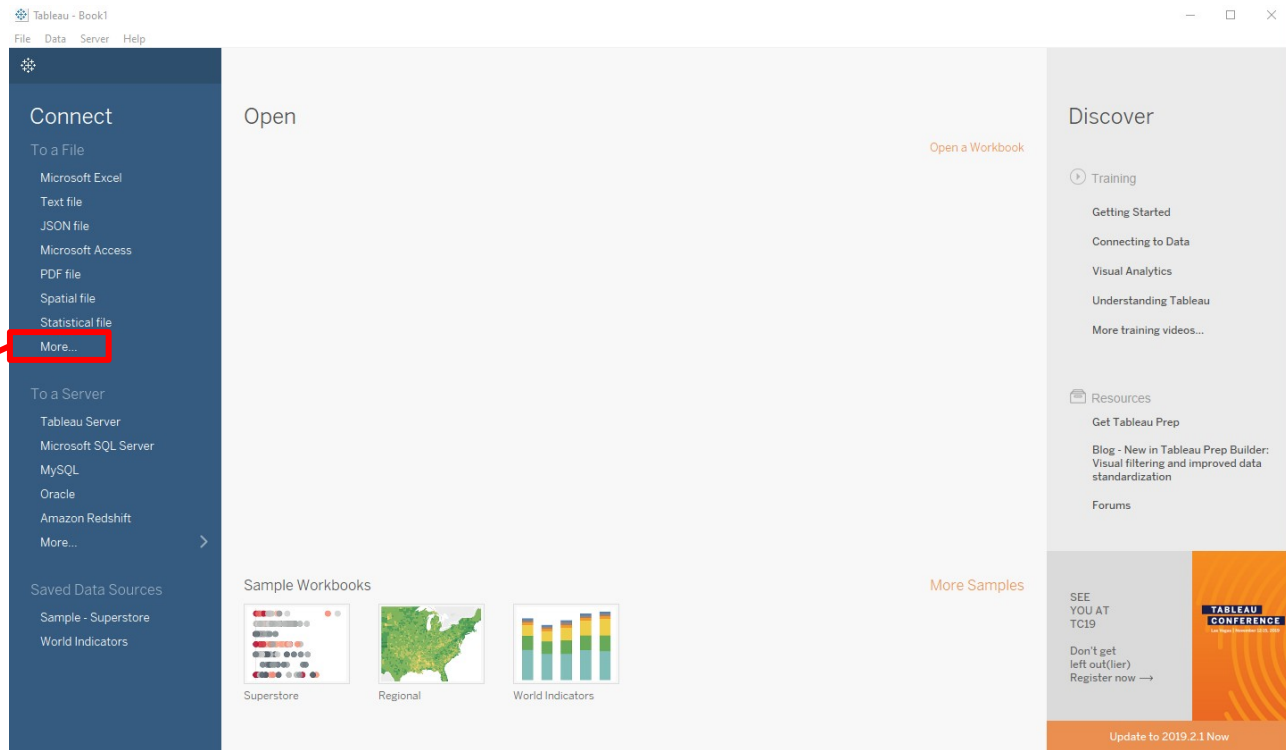 Tableau - Book1
File Data Server Help
Connect
To a File
Microsoft Excel
Text file
JSON file
Microsoft Access
PDF file
Spatial file
Statistical file
More...
To a Server
Tableau Server
Microsoft SQL Server
MySQL
Oracle
Amazon Redshift
More...
Saved Data Sources
Sample - Superstore
World Indicators
Open
Open a Workbook
Sample Workbooks
More Samples
Superstore
Regional
World Indicators
Discover
Training
Getting Started
Connecting to Data
Visual Analytics
Understanding Tableau
More training videos...
Resources
Get Tableau Prep
Blog - New in Tableau Prep Builder:
Visual filtering and improved data
standardization
Forums
SEE
YOU AT
TC19
Don't get
left out(lier)
Register now →
TABLEAU
CONFERENCE
Update to 2019.2.1 Now